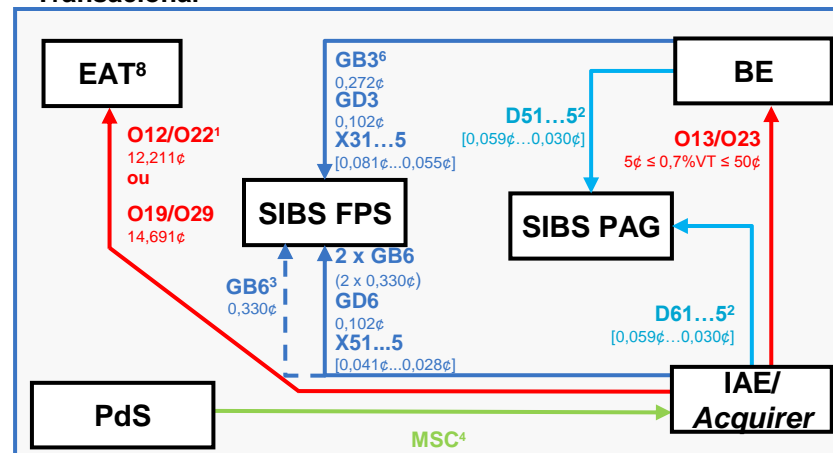 Transacional
EAT⁸
GB3⁶
0,272¢
GD3
0,102¢
X31…5
[0,081¢...0,055¢]
BE
D51…5²
[0,059¢…0,030¢]
O12/O22¹
12,211¢
ou
O19/O29
14,691¢
O13/O23
5¢ ≤ 0,7%VT ≤ 50¢
SIBS FPS
SIBS PAG
GB6³
0,330¢
2 x GB6
(2 x 0,330¢)
GD6
0,102¢
X51...5
[0,041¢...0,028¢]
D61…5²
[0,059¢…0,030¢]
PdS
MSC⁴
IAE/
Acquirer